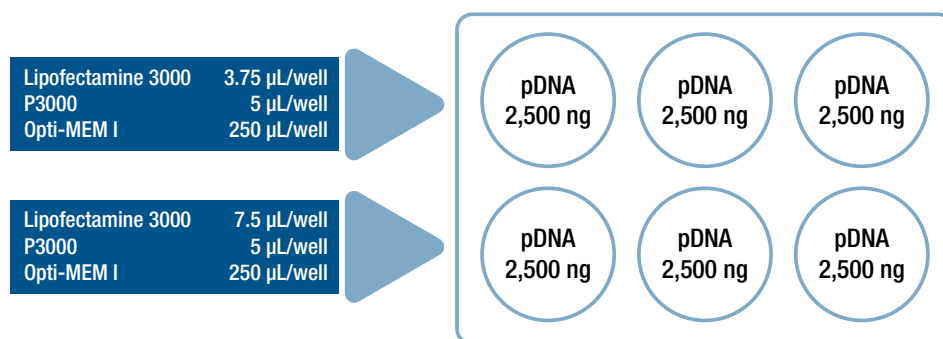 Lipofectamine 3000 3.75 µL/well
P3000 5 µL/well
Opti-MEM I 250 µL/well
pDNA
2,500 ng
pDNA
2,500 ng
pDNA
2,500 ng
Lipofectamine 3000 7.5 µL/well
P3000 5 µL/well
Opti-MEM I 250 µL/well
pDNA
2,500 ng
pDNA
2,500 ng
pDNA
2,500 ng